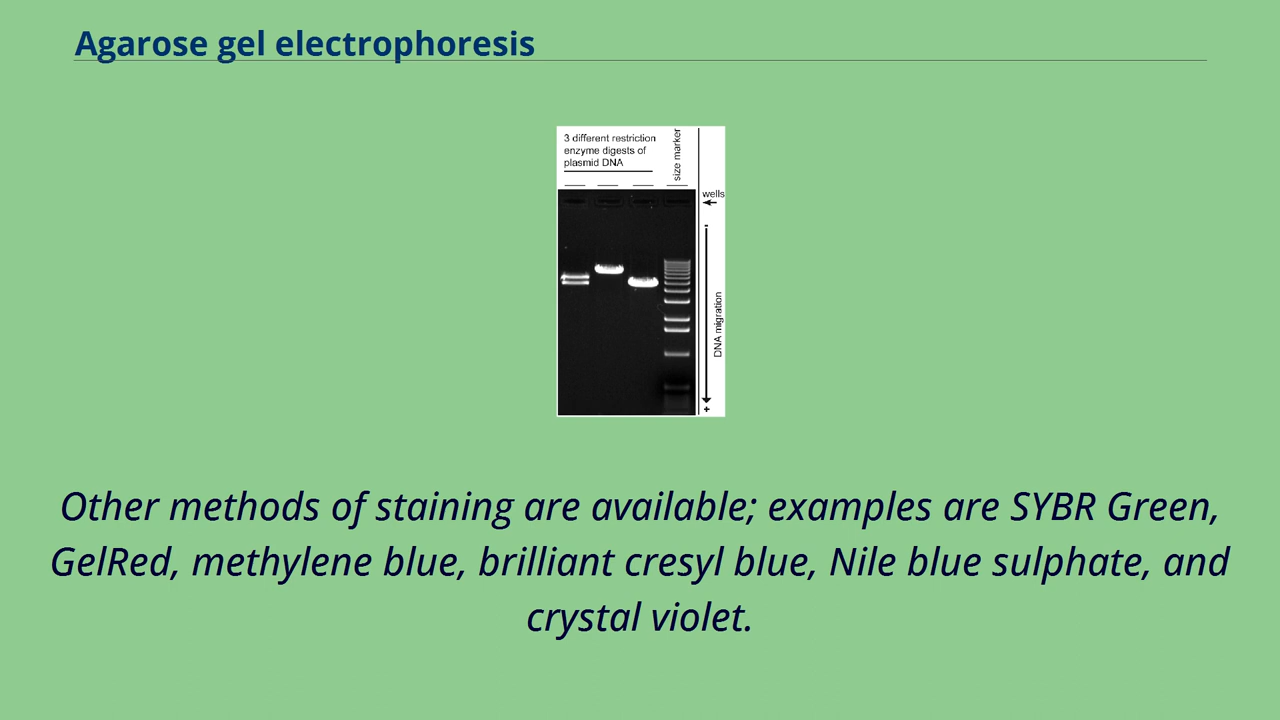 Agarose gel electrophoresis
3 different restriction
enzyme digests of
plasmid DNA
size marker
wells
-
DNA migration
+
Other methods of staining are available; examples are SYBR Green,
GelRed, methylene blue, brilliant cresyl blue, Nile blue sulphate, and
crystal violet.